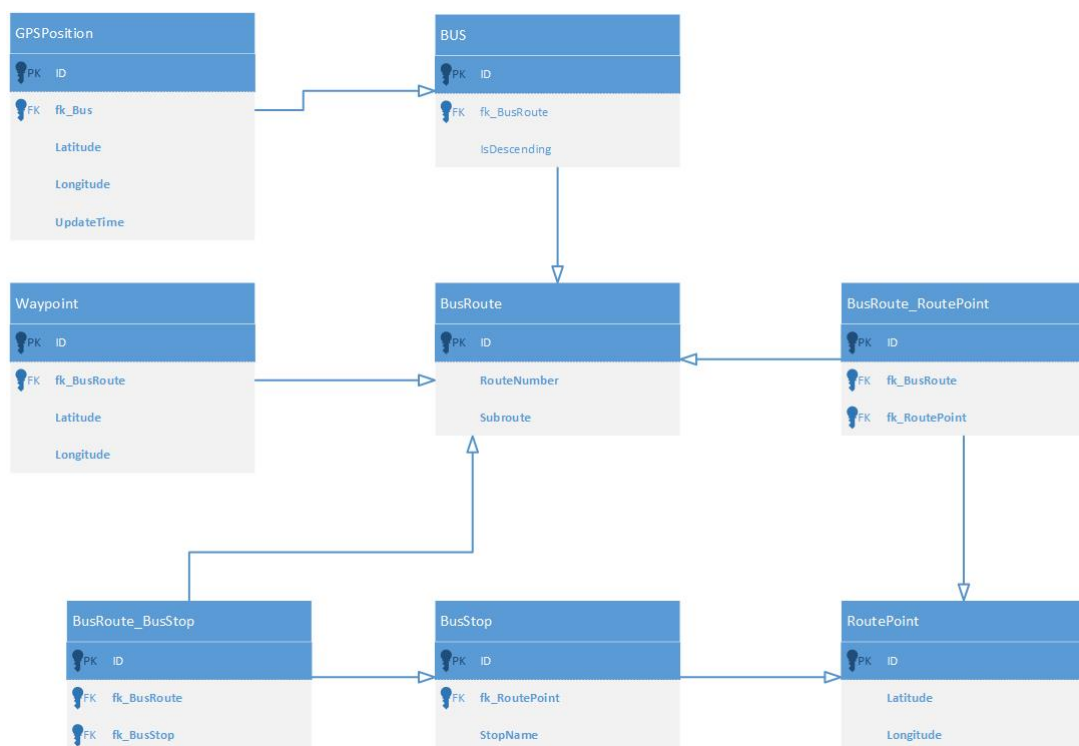 GPSPosition
PK ID
FK fk_Bus
Latitude
Longitude
UpdateTime
BUS
PK ID
FK fk_BusRoute
IsDescending
Waypoint
PK ID
FK fk_BusRoute
Latitude
Longitude
BusRoute
PK ID
RouteNumber
Subroute
BusRoute_RoutePoint
PK ID
FK fk_BusRoute
FK fk_RoutePoint
BusRoute_BusStop
PK ID
FK fk_BusRoute
FK fk_BusStop
BusStop
PK ID
FK fk_RoutePoint
StopName
RoutePoint
PK ID
Latitude
Longitude